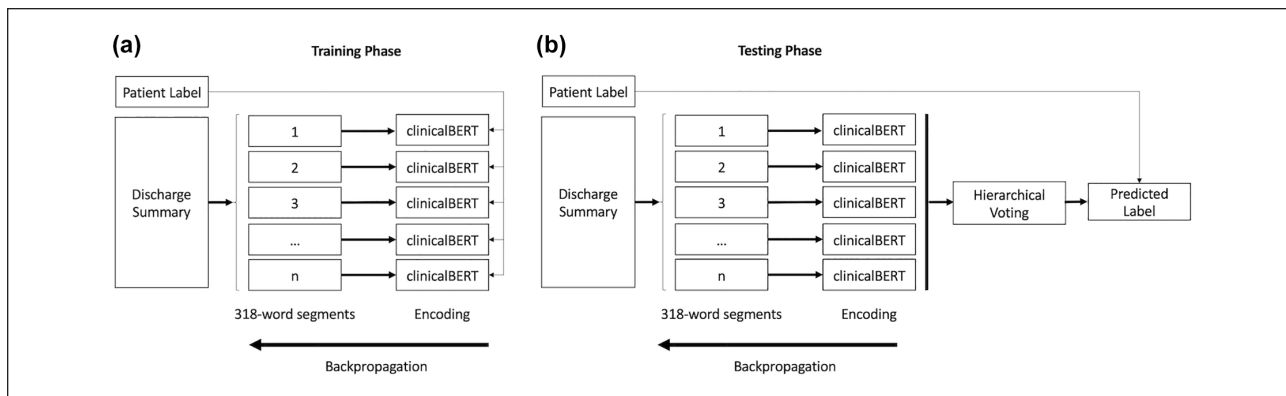 (a)
Training Phase
Patient Label
Discharge
Summary
1
2
3
...
n
clinicalBERT
clinicalBERT
clinicalBERT
clinicalBERT
clinicalBERT
318-word segments
Encoding
Backpropagation
(b)
Testing Phase
Patient Label
Discharge
Summary
1
2
3
...
n
clinicalBERT
clinicalBERT
clinicalBERT
clinicalBERT
clinicalBERT
318-word segments
Encoding
Backpropagation
Hierarchical
Voting
Predicted
Label